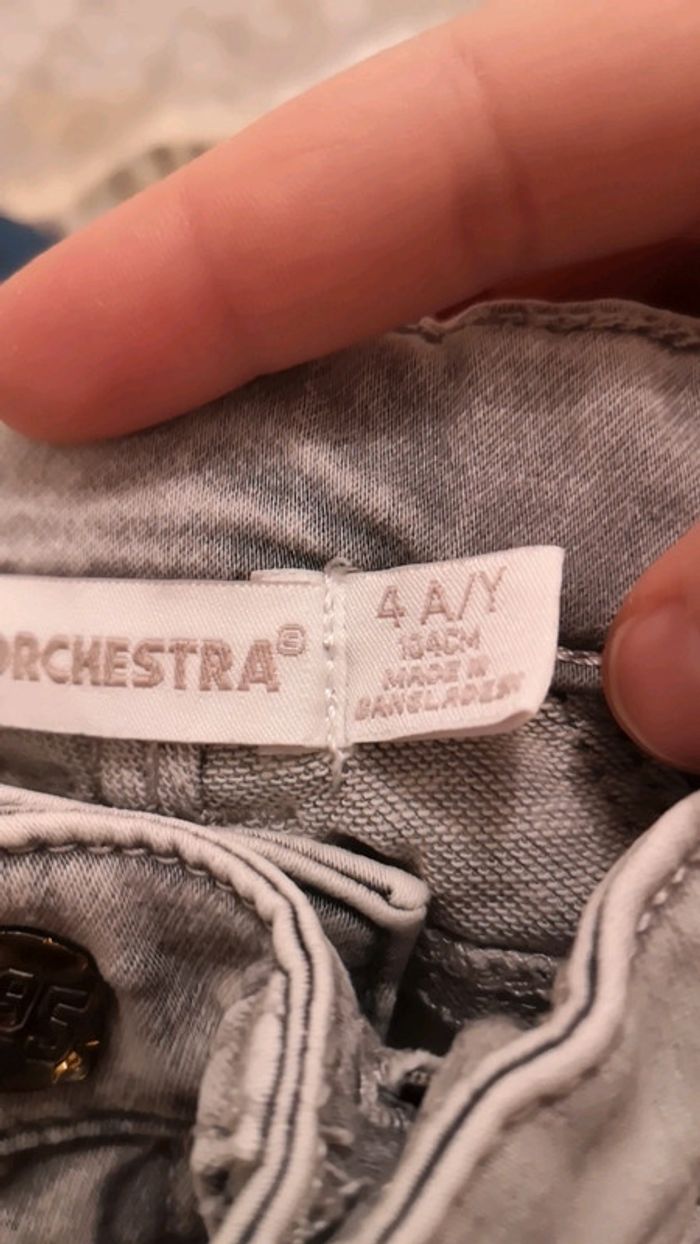 ORCHESTRA®
4 A/Y
104CM
MADE IN
BANGLADESH